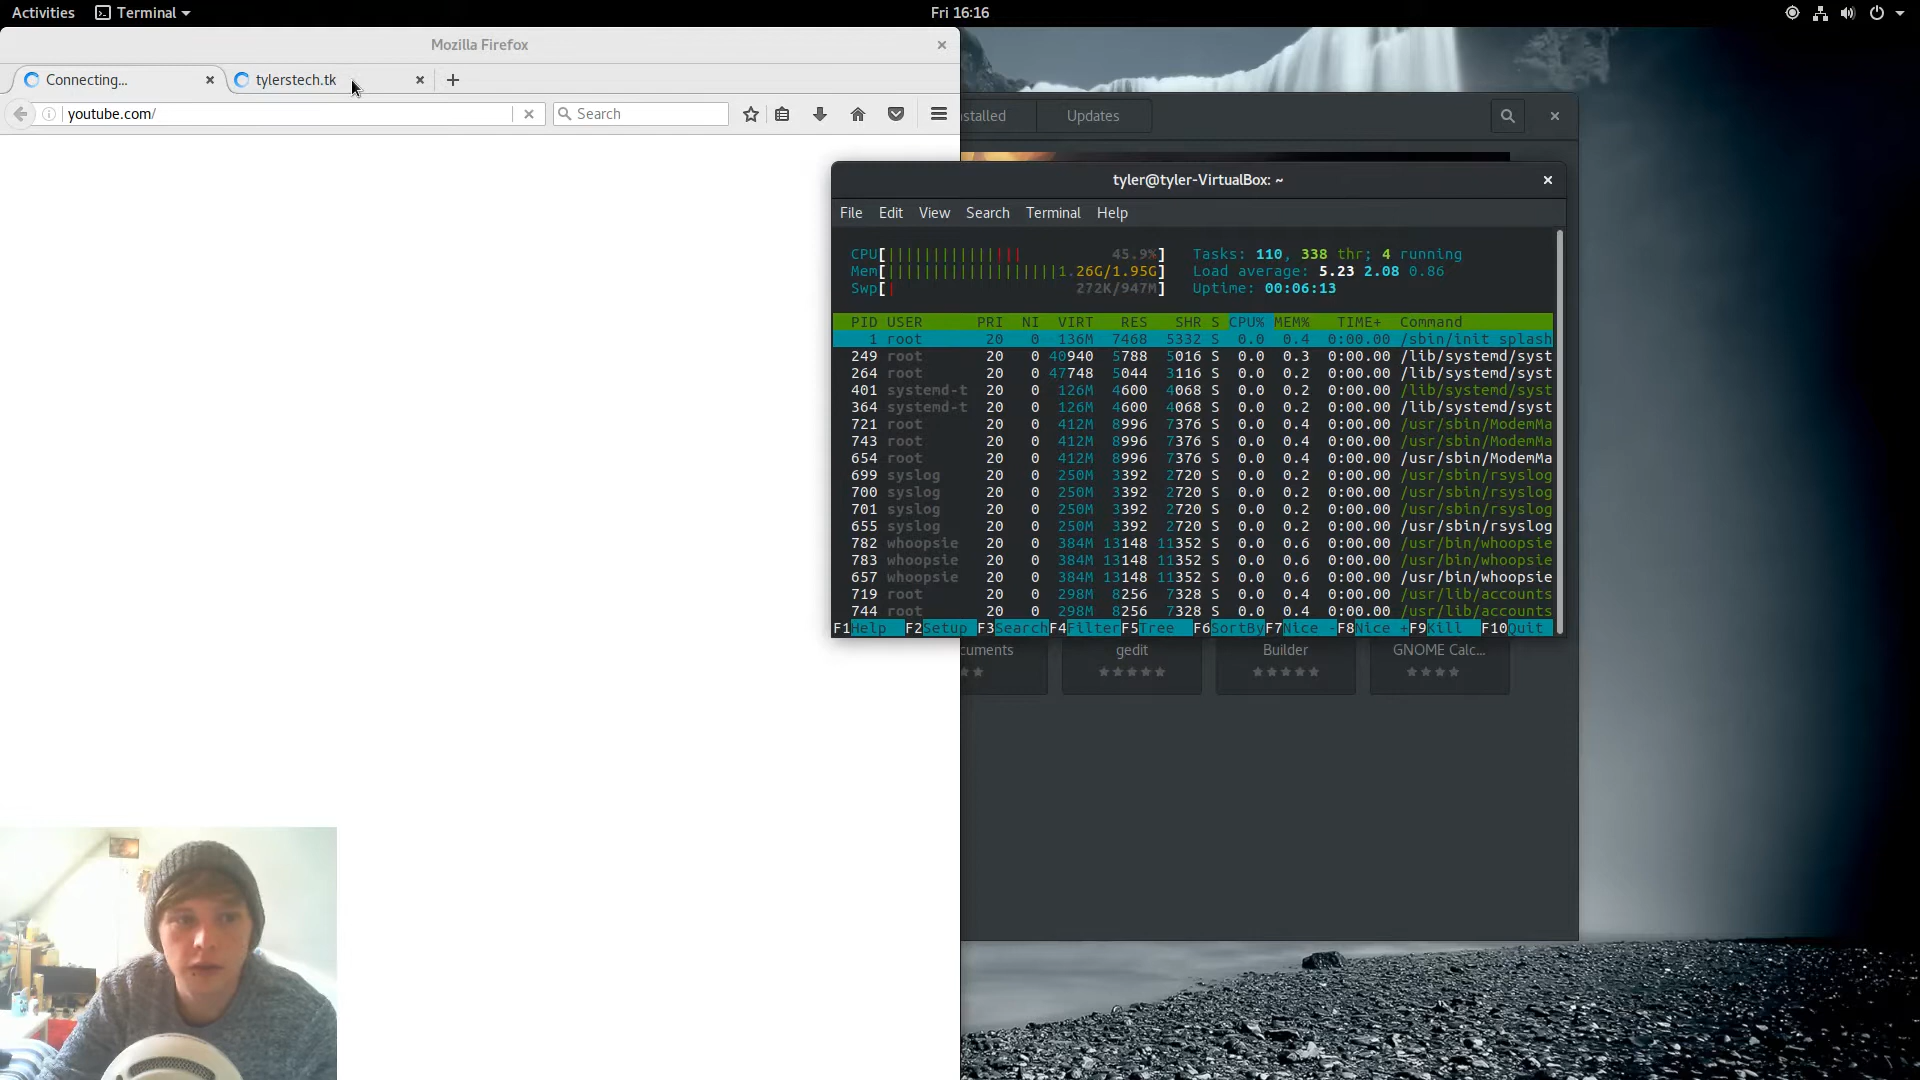 Activities Terminal Fri 16:16
Mozilla Firefox
Connecting... tylerstech.tk
youtube.com/ Search
stalled Updates
tyler@tyler-VirtualBox: ~
File Edit View Search Terminal Help
CPU[||||||||||||||| 45.9%] Tasks: 110, 338 thr; 4 running
Mem[|||||||||||||||||||1.26G/1.95G] Load average: 5.23 2.08 0.86
Swp[| 272K/947M] Uptime: 00:06:13
PID USER PRI NI VIRT RES SHR S CPU% MEM% TIME+ Command
1 root 20 0 136M 7468 5332 S 0.0 0.4 0:00.00 /sbin/init splash
249 root 20 0 40940 5788 5016 S 0.0 0.3 0:00.00 /lib/systemd/syst
264 root 20 0 47748 5044 3116 S 0.0 0.2 0:00.00 /lib/systemd/syst
401 systemd-t 20 0 126M 4600 4068 S 0.0 0.2 0:00.00 /lib/systemd/syst
364 systemd-t 20 0 126M 4600 4068 S 0.0 0.2 0:00.00 /lib/systemd/syst
721 root 20 0 412M 8996 7376 S 0.0 0.4 0:00.00 /usr/sbin/ModemMa
743 root 20 0 412M 8996 7376 S 0.0 0.4 0:00.00 /usr/sbin/ModemMa
654 root 20 0 412M 8996 7376 S 0.0 0.4 0:00.00 /usr/sbin/ModemMa
699 syslog 20 0 250M 3392 2720 S 0.0 0.2 0:00.00 /usr/sbin/rsyslog
700 syslog 20 0 250M 3392 2720 S 0.0 0.2 0:00.00 /usr/sbin/rsyslog
701 syslog 20 0 250M 3392 2720 S 0.0 0.2 0:00.00 /usr/sbin/rsyslog
655 syslog 20 0 250M 3392 2720 S 0.0 0.2 0:00.00 /usr/sbin/rsyslog
782 whoopsie 20 0 384M 13148 11352 S 0.0 0.6 0:00.00 /usr/bin/whoopsie
783 whoopsie 20 0 384M 13148 11352 S 0.0 0.6 0:00.00 /usr/bin/whoopsie
657 whoopsie 20 0 384M 13148 11352 S 0.0 0.6 0:00.00 /usr/bin/whoopsie
719 root 20 0 298M 8256 7328 S 0.0 0.4 0:00.00 /usr/lib/accounts
744 root 20 0 298M 8256 7328 S 0.0 0.4 0:00.00 /usr/lib/accounts
F1Help F2Setup F3SearchF4FilterF5Tree F6SortByF7Nice -F8Nice +F9Kill F10Quit
cuments gedit Builder GNOME Calc...